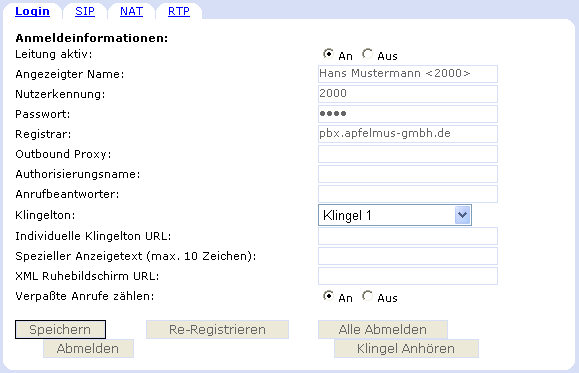 Login SIP NAT RTP
Anmeldeinformationen:
Leitung aktiv: An Aus
Angezeigter Name: Hans Mustermann <2000>
Nutzerkennung: 2000
Passwort: ●●●●
Registrar: pbx.apfelmus-gmbh.de
Outbound Proxy:
Authorisierungsname:
Anrufbeantworter:
Klingelton: Klingel 1
Individuelle Klingelton URL:
Spezieller Anzeigetext (max. 10 Zeichen):
XML Ruhebildschirm URL:
Verpaßte Anrufe zählen: An Aus
Speichern Re-Registrieren Alle Abmelden
Abmelden Klingel Anhören